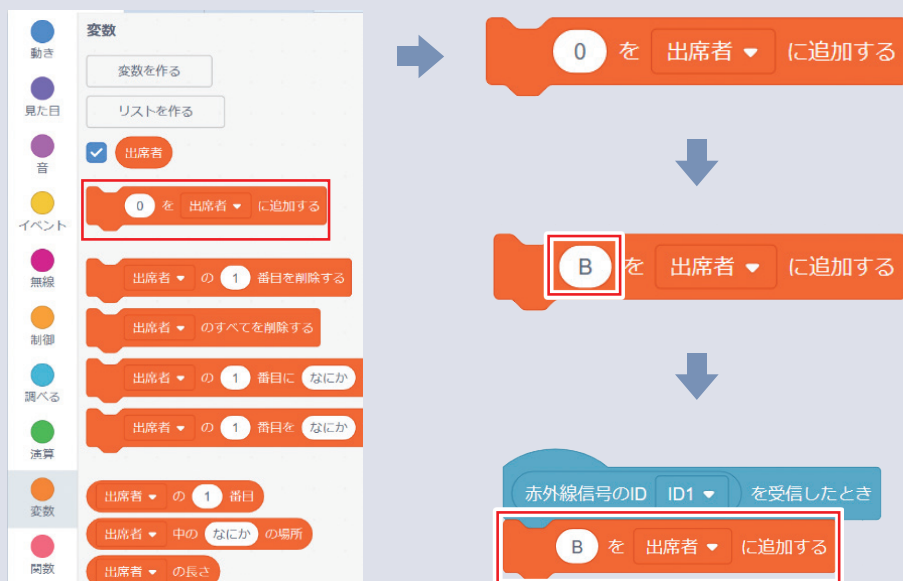 動き
見た目
音
イベント
無線
制御
調べる
演算
変数
関数
変数
変数を作る
リストを作る
出席者
0 を 出席者 に追加する
出席者 の 1 番目を削除する
出席者 のすべてを削除する
出席者 の 1 番目に なにか
出席者 の 1 番目を なにか
出席者 の 1 番目
出席者 中の なにか の場所
出席者 の長さ
0 を 出席者 に追加する
B を 出席者 に追加する
赤外線信号のID ID1 を受信したとき
B を 出席者 に追加する